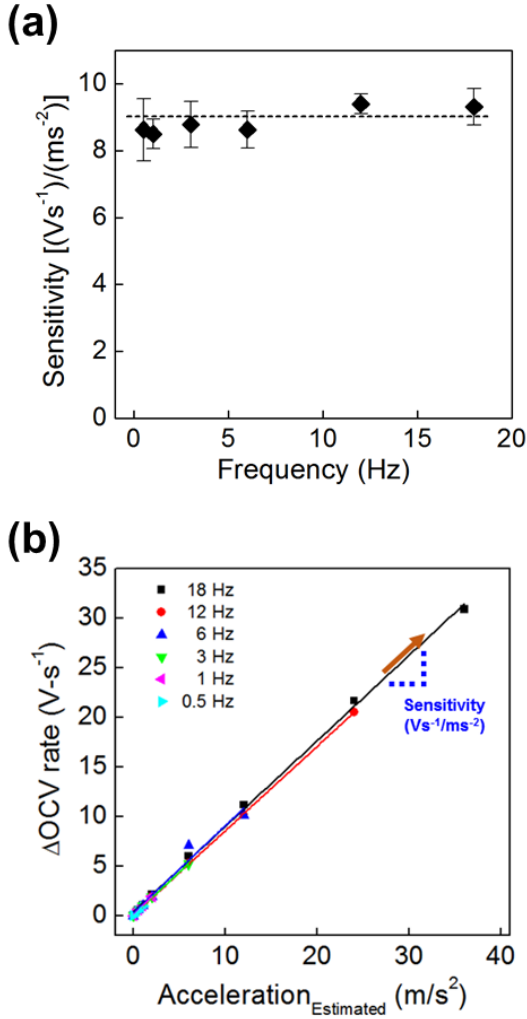 (a)
Sensitivity [(Vs⁻¹)/(ms⁻²)]
10
8
6
4
2
0
0 5 10 15 20
Frequency (Hz)
(b)
ΔOCV rate (V-s⁻¹)
35
30
25
20
15
10
5
0
18 Hz
12 Hz
6 Hz
3 Hz
1 Hz
0.5 Hz
Sensitivity
(Vs⁻¹/ms⁻²)
0 10 20 30 40
Acceleration_Estimated (m/s²)